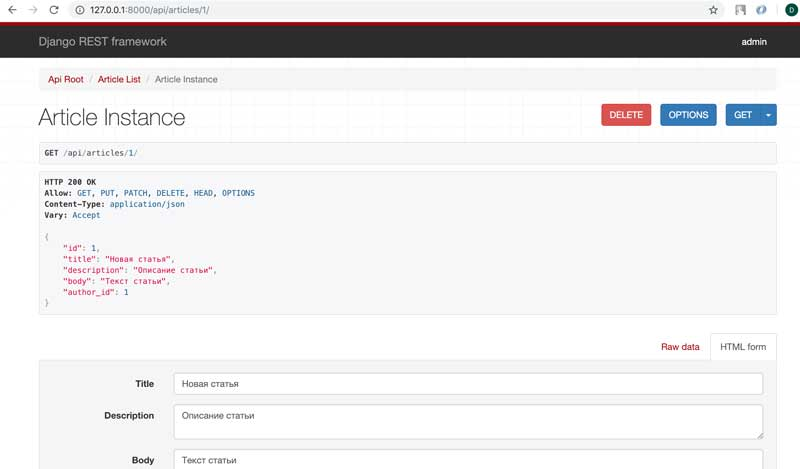 127.0.0.1:8000/api/articles/1/
D
Django REST framework
admin
Api Root / Article List / Article Instance
Article Instance
DELETE
OPTIONS
GET
GET /api/articles/1/
HTTP 200 OK
Allow: GET, PUT, PATCH, DELETE, HEAD, OPTIONS
Content-Type: application/json
Vary: Accept
{
"id": 1,
"title": "Новая статья",
"description": "Описание статьи",
"body": "Текст статьи",
"author_id": 1
}
Raw data
HTML form
Title
Новая статья
Description
Описание статьи
Body
Текст статьи